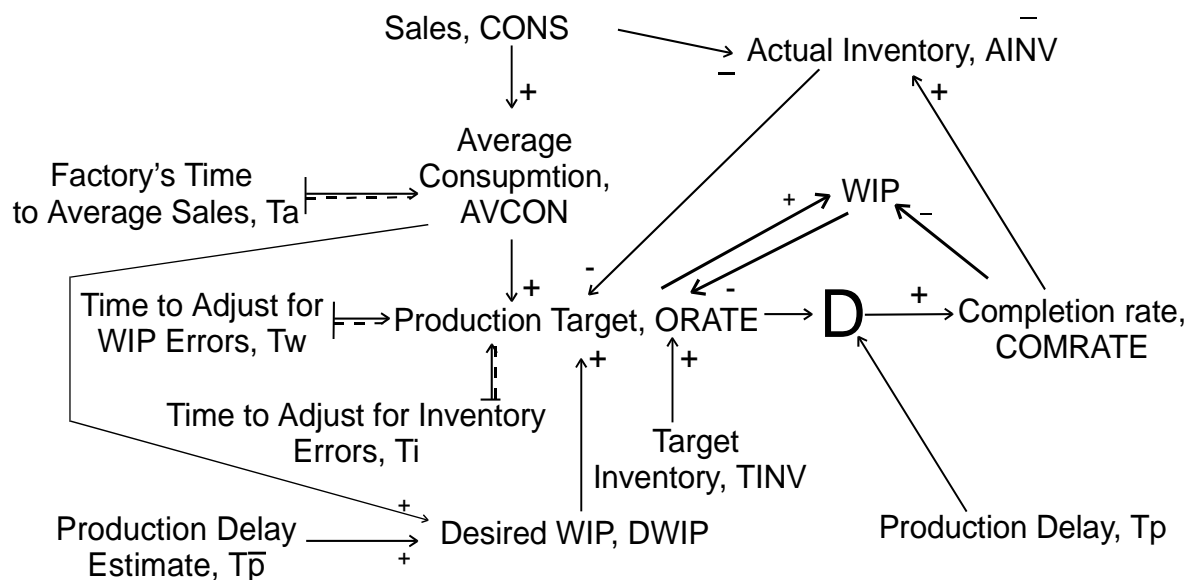 Sales, CONS
Actual Inventory, AINV
−
−
+
+
Average
Consupmtion,
AVCON
Factory's Time
to Average Sales, Ta
WIP
+
−
-
-
+
+
Time to Adjust for
WIP Errors, Tw
Production Target, ORATE
D
Completion rate,
COMRATE
+
+
Time to Adjust for Inventory
Errors, Ti
Target
Inventory, TINV
+
+
Production Delay
Estimate, Tp̅
Desired WIP, DWIP
Production Delay, Tp